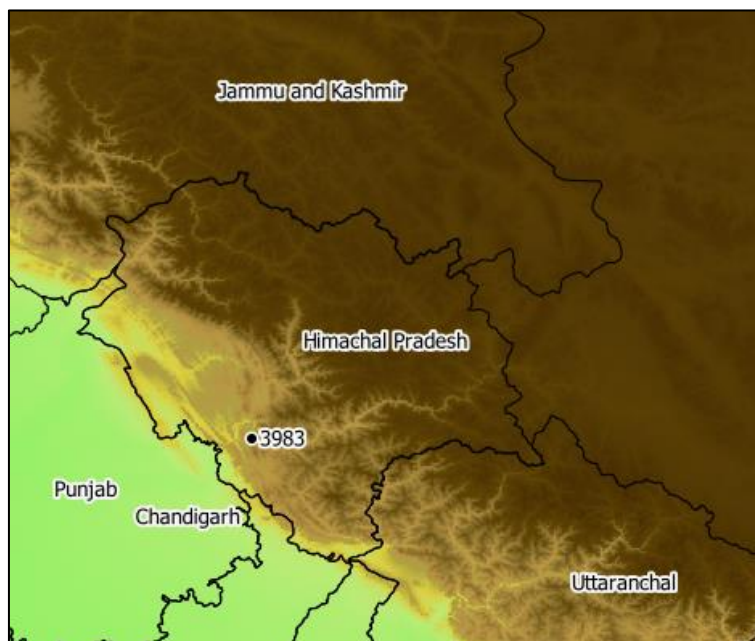 Jammu and Kashmir
Himachal Pradesh
3983
Punjab
Chandigarh
Uttaranchal